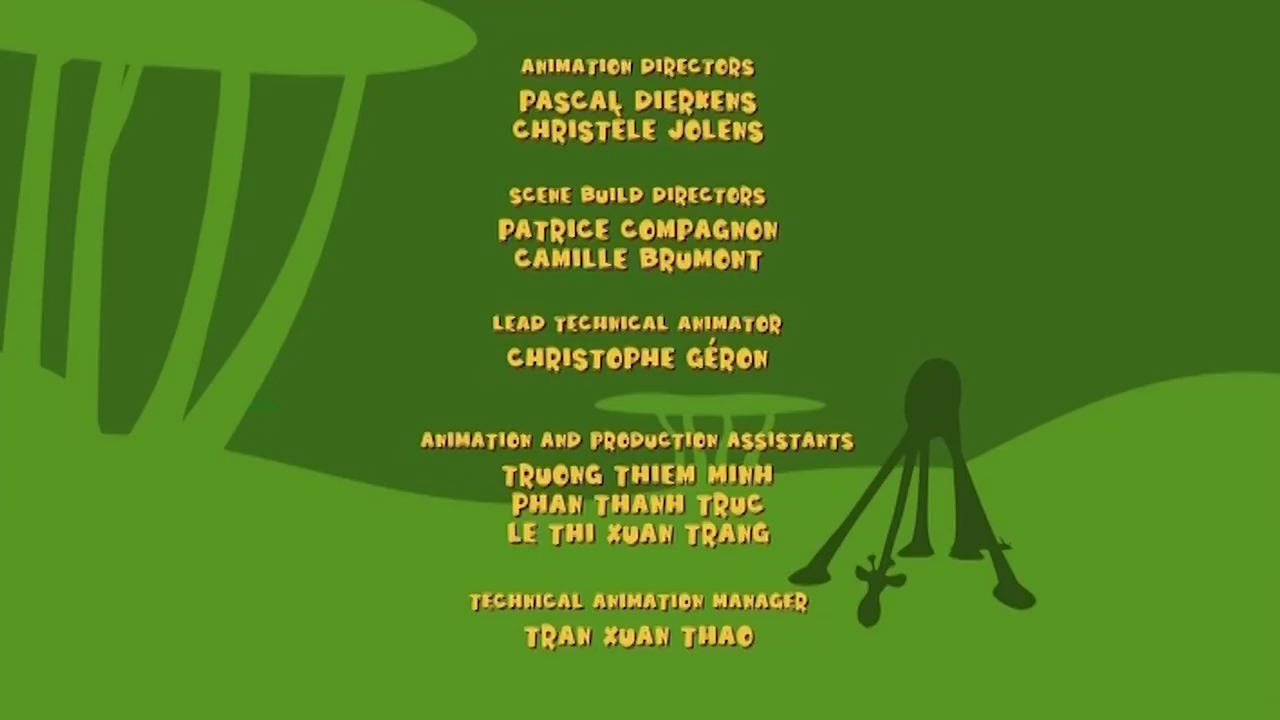 ANIMATION DIRECTORS
PASCAL DIERKENS
CHRISTÈLE JOLENS
SCENE BUILD DIRECTORS
PATRICE COMPAGNON
CAMILLE BRUMONT
LEAD TECHNICAL ANIMATOR
CHRISTOPHE GÉRON
ANIMATION AND PRODUCTION ASSISTANTS
TRUONG THIEM MINH
PHAN THANH TRUC
LE THI XUAN TRANG
TECHNICAL ANIMATION MANAGER
TRAN XUAN THAO